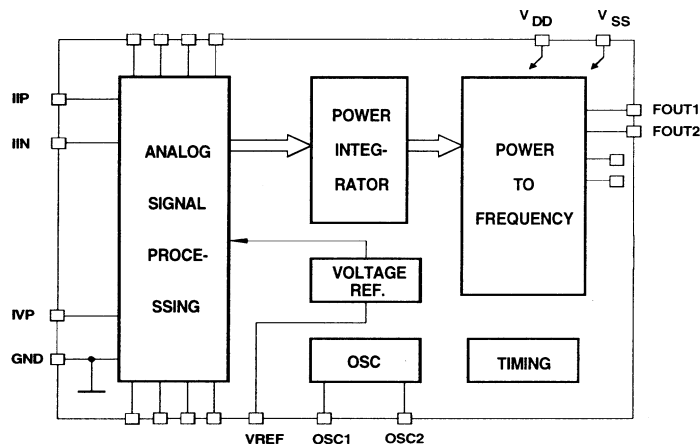 V DD
V SS
IIP
IIN
IVP
GND
ANALOG
SIGNAL
PROCE-
SSING
POWER
INTEG-
RATOR
POWER
TO
FREQUENCY
FOUT1
FOUT2
VOLTAGE
REF.
OSC
TIMING
VREF
OSC1
OSC2